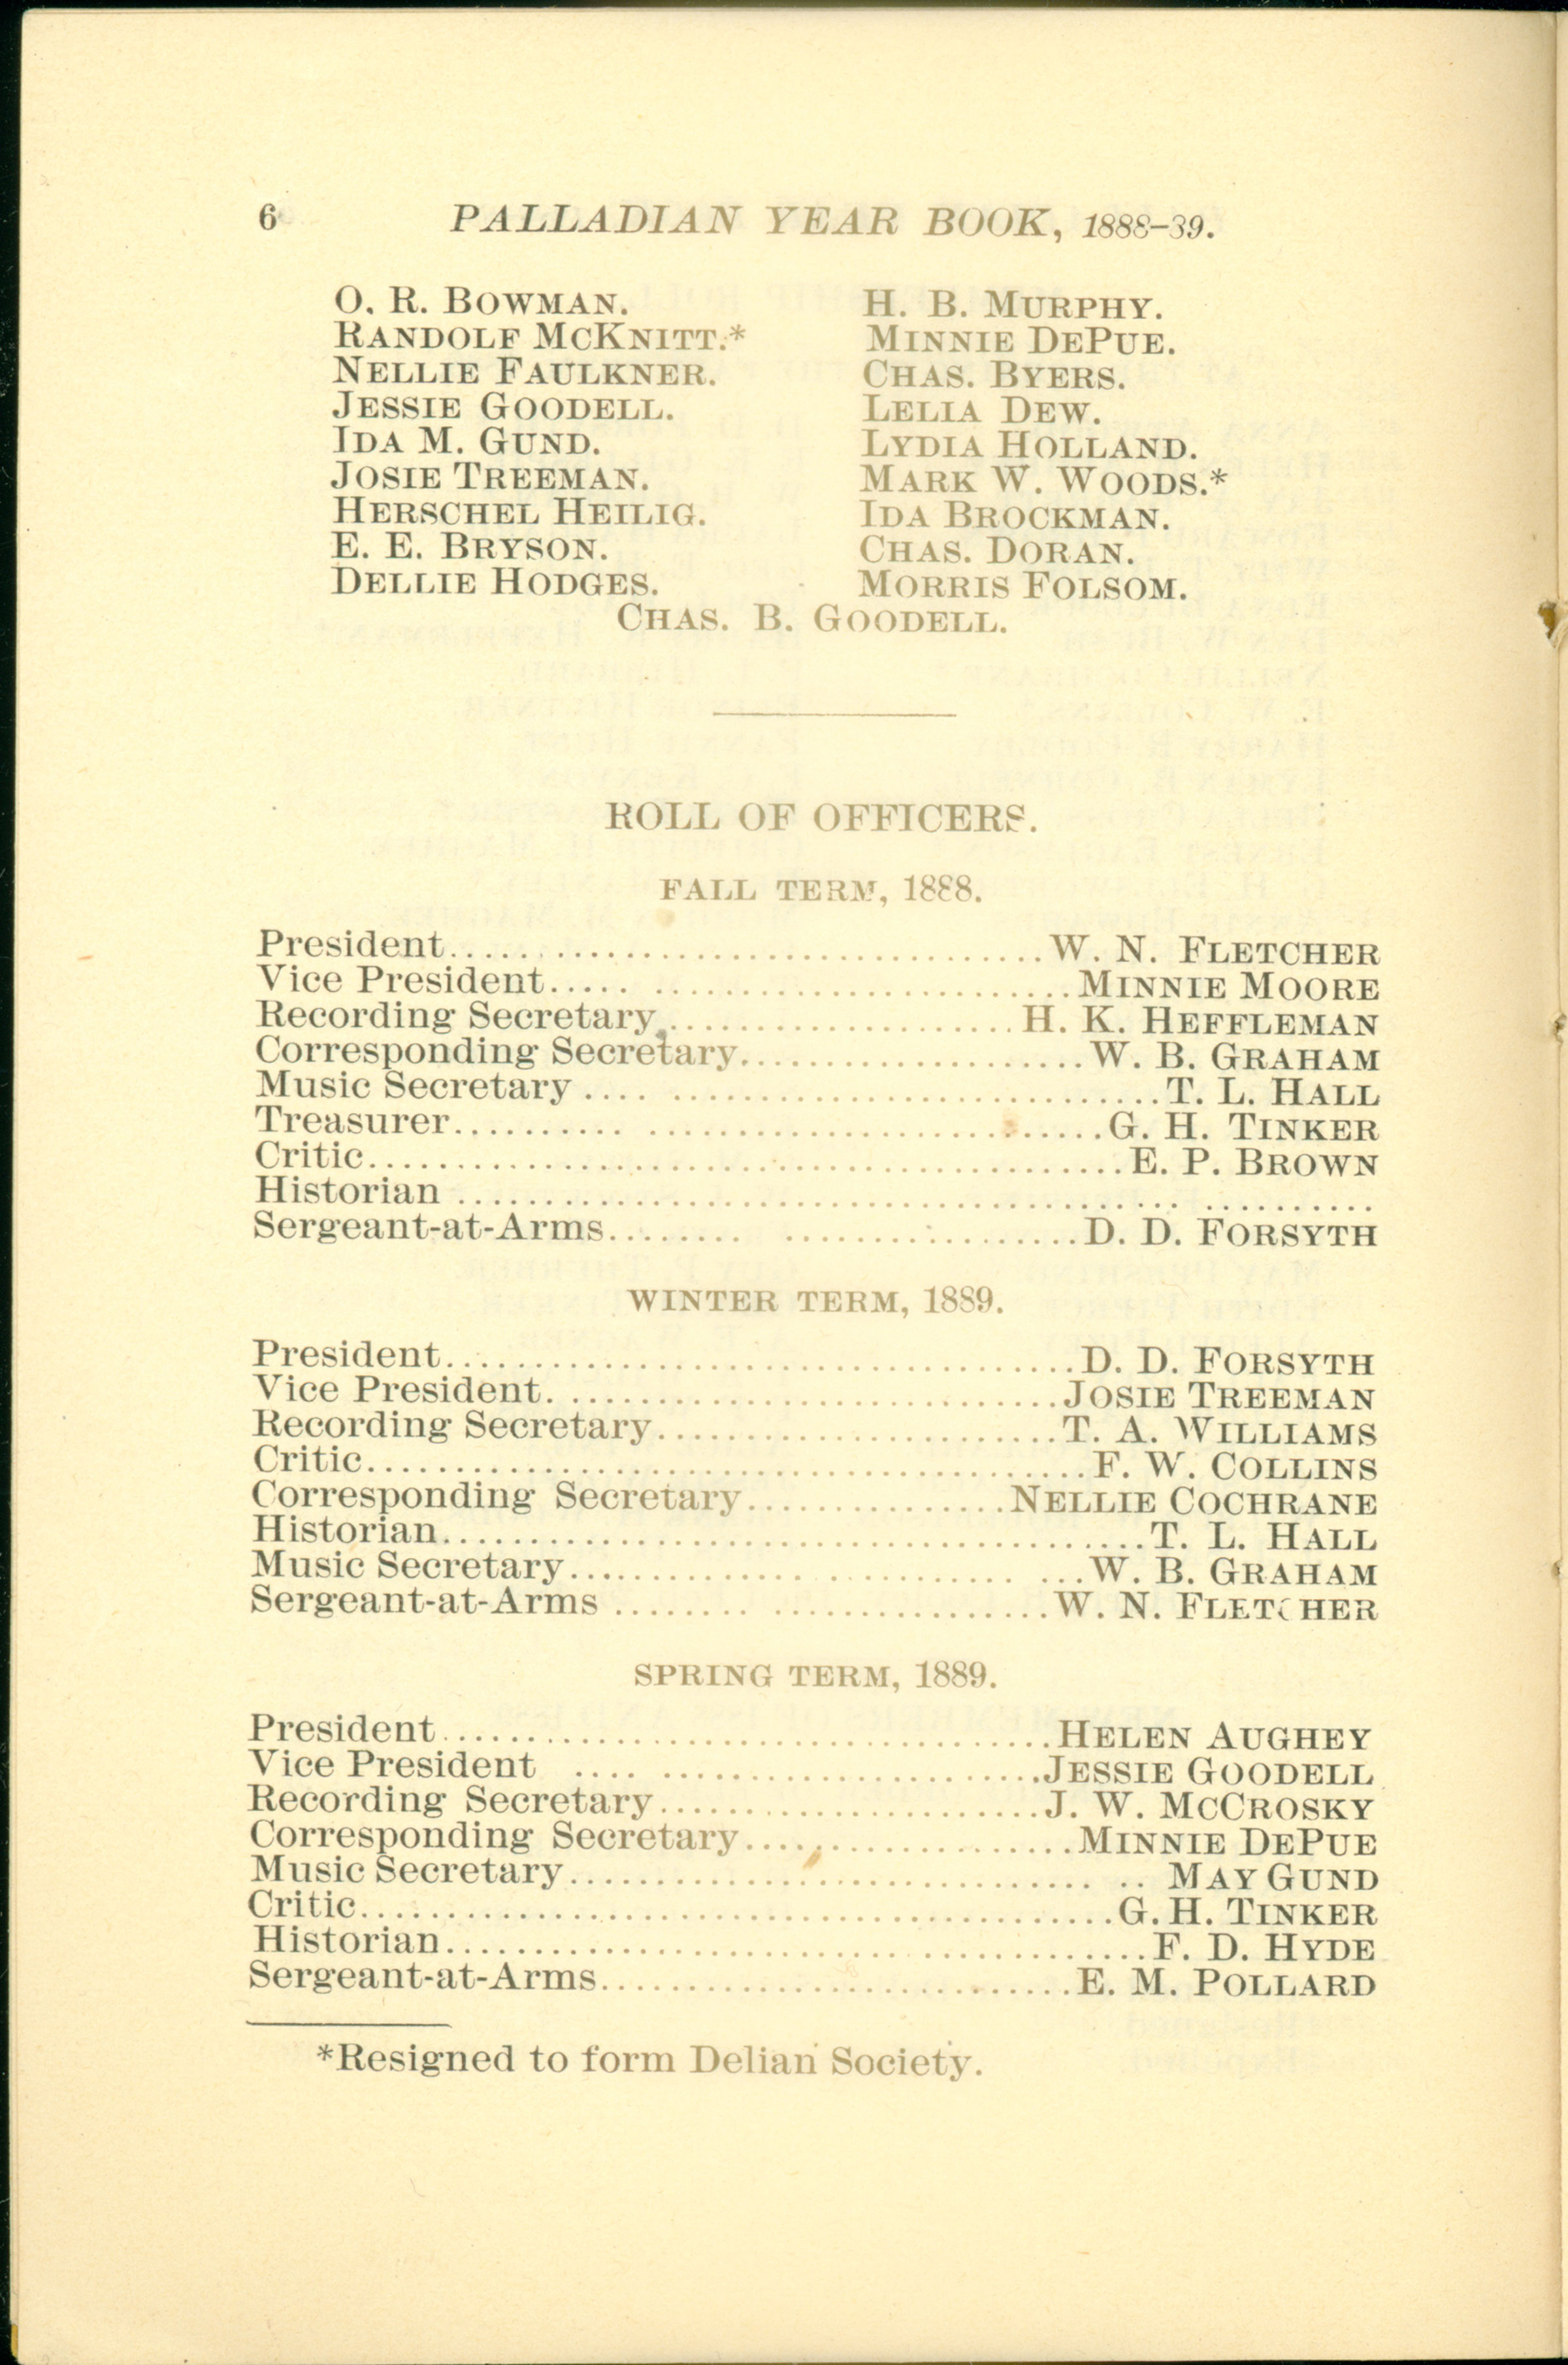 6 PALLADIAN YEAR BOOK, 1888-89.
O. R. BOWMAN.
RANDOLF MCKNITT.*
NELLIE FAULKNER.
JESSIE GOODELL.
IDA M. GUND.
JOSIE TREEMAN.
HERSCHEL HEILIG.
E. E. BRYSON.
DELLIE HODGES.
H. B. MURPHY.
MINNIE DEPUE.
CHAS. BYERS.
LELIA DEW.
LYDIA HOLLAND.
MARK W. WOODS.*
IDA BROCKMAN.
CHAS. DORAN.
MORRIS FOLSOM.
CHAS. B. GOODELL.
ROLL OF OFFICERS.
FALL TERM, 1888.
President........................................W. N. FLETCHER
Vice President..... ............................MINNIE MOORE
Recording Secretary........................H. K. HEFFLEMAN
Corresponding Secretary.......................W. B. GRAHAM
Music Secretary .... ................................T. L. HALL
Treasurer.......... ..............................G. H. TINKER
Critic..................................................E. P. BROWN
Historian ................................................ ..........
Sergeant-at-Arms........ ....................D. D. FORSYTH
WINTER TERM, 1889.
President..........................................D. D. FORSYTH
Vice President. .................................JOSIE TREEMAN
Recording Secretary...........................T. A. WILLIAMS
Critic................................................F. W. COLLINS
Corresponding Secretary.................NELLIE COCHRANE
Historian...............................................T. L. HALL
Music Secretary.............................. ...W. B. GRAHAM
Sergeant-at-Arms ........ ..................W. N. FLETCHER
SPRING TERM, 1889.
President........................................HELEN AUGHEY
Vice President .... .........................JESSIE GOODELL
Recording Secretary.........................J. W. MCCROSKY
Corresponding Secretary......................MINNIE DEPUE
Music Secretary................................... .. MAY GUND
Critic..................................................G. H. TINKER
Historian...............................................F. D. HYDE
Sergeant-at-Arms...............................E. M. POLLARD
*Resigned to form Delian Society.